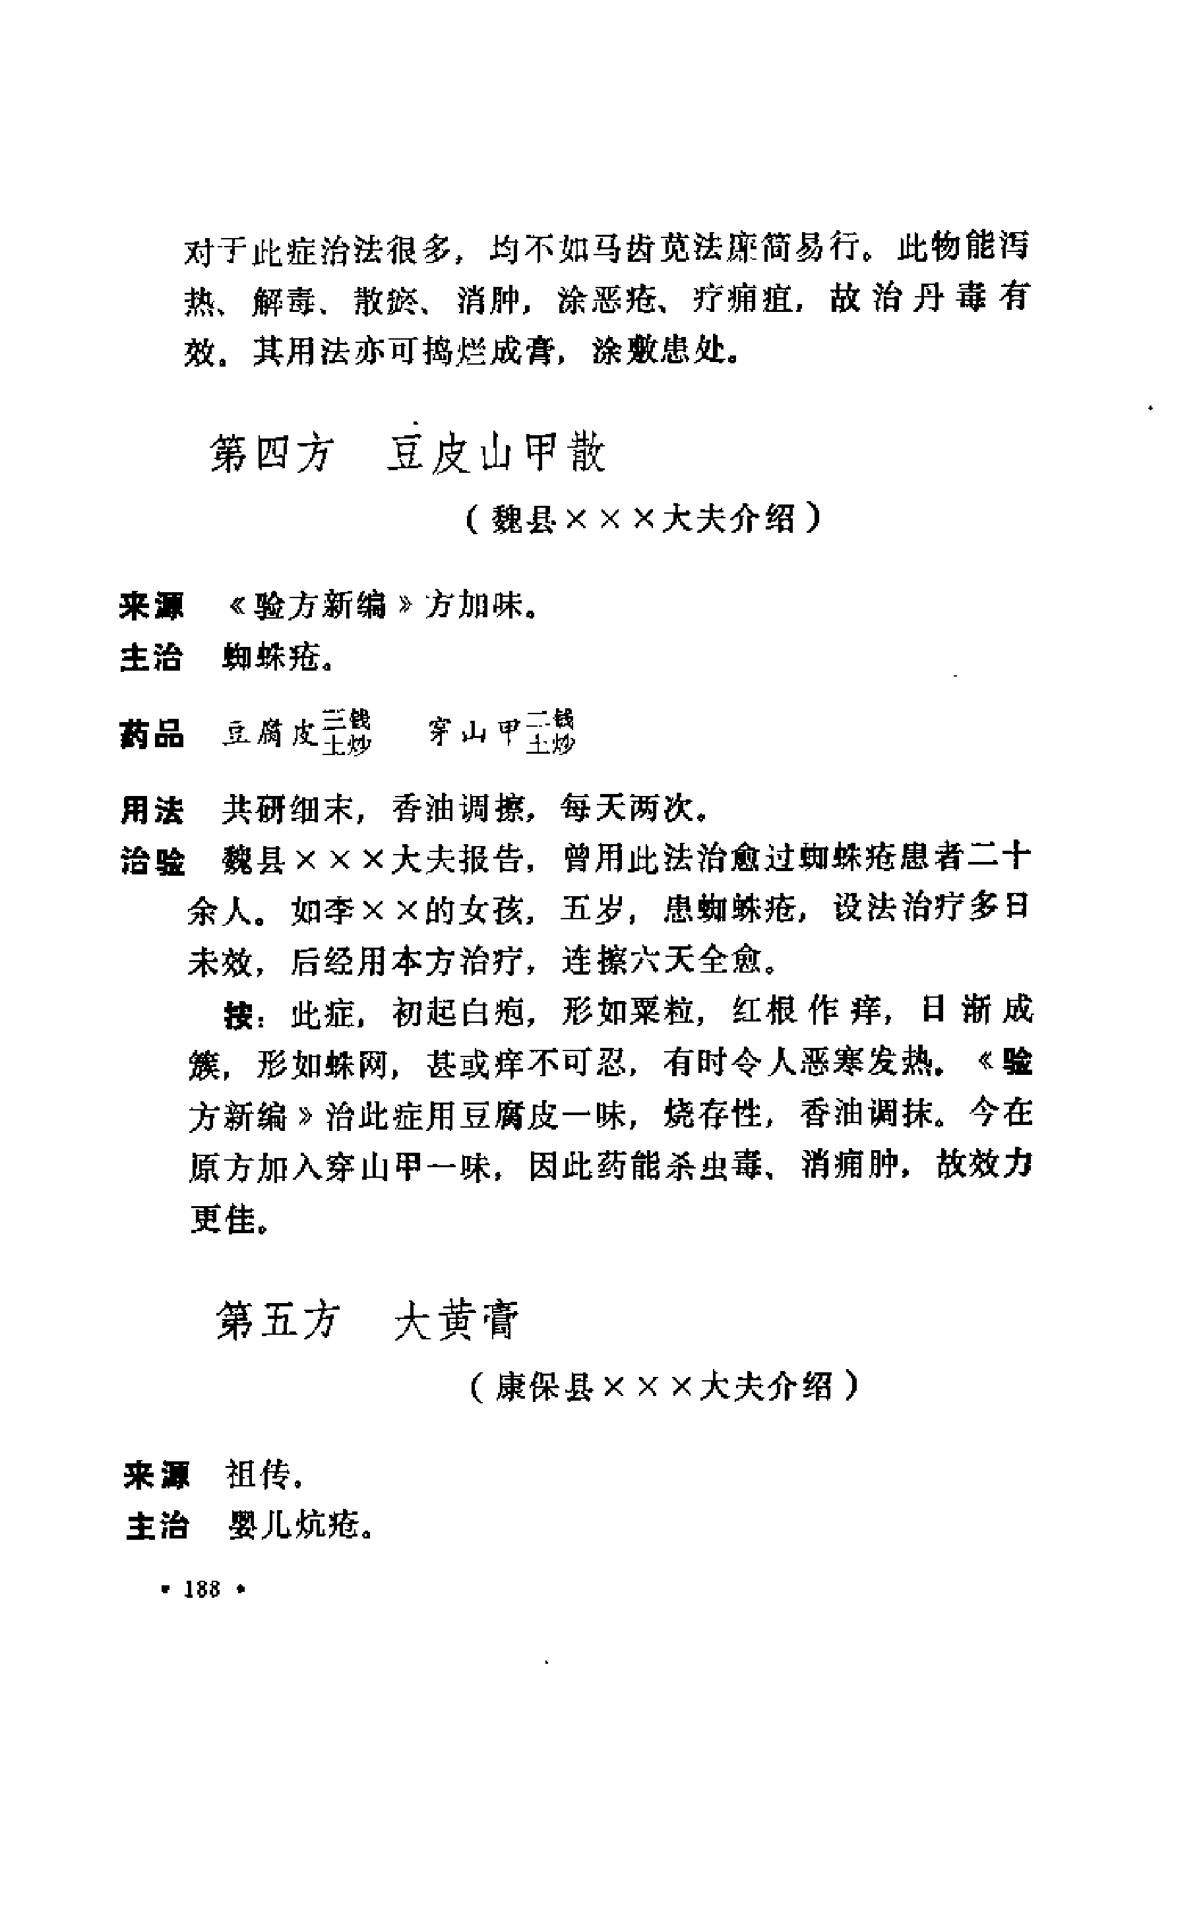 对于此症治法很多，均不如马齿苋法廉简易行。此物能泻
热、解毒、散瘀、消肿，涂恶疮、疗痈疽，故治丹毒有
效。其用法亦可捣烂成膏，涂敷患处。
第四方　豆皮山甲散
（魏县×××大夫介绍）
来源　《验方新编》方加味。
主治　蜘蛛疮。
药品　豆腐皮三钱土炒　穿山甲二钱土炒
用法　共研细末，香油调擦，每天两次。
治验　魏县×××大夫报告，曾用此法治愈过蜘蛛疮患者二十
余人。如李××的女孩，五岁，患蜘蛛疮，设法治疗多日
未效，后经用本方治疗，连擦六天全愈。
按：此症，初起白疱，形如粟粒，红根作痒，日渐成
簇，形如蛛网，甚或痒不可忍，有时令人恶寒发热。《验
方新编》治此症用豆腐皮一味，烧存性，香油调抹。今在
原方加入穿山甲一味，因此药能杀虫毒、消痈肿，故效力
更佳。
第五方　大黄膏
（康保县×××大夫介绍）
来源　祖传。
主治　婴儿炕疮。
• 188 •